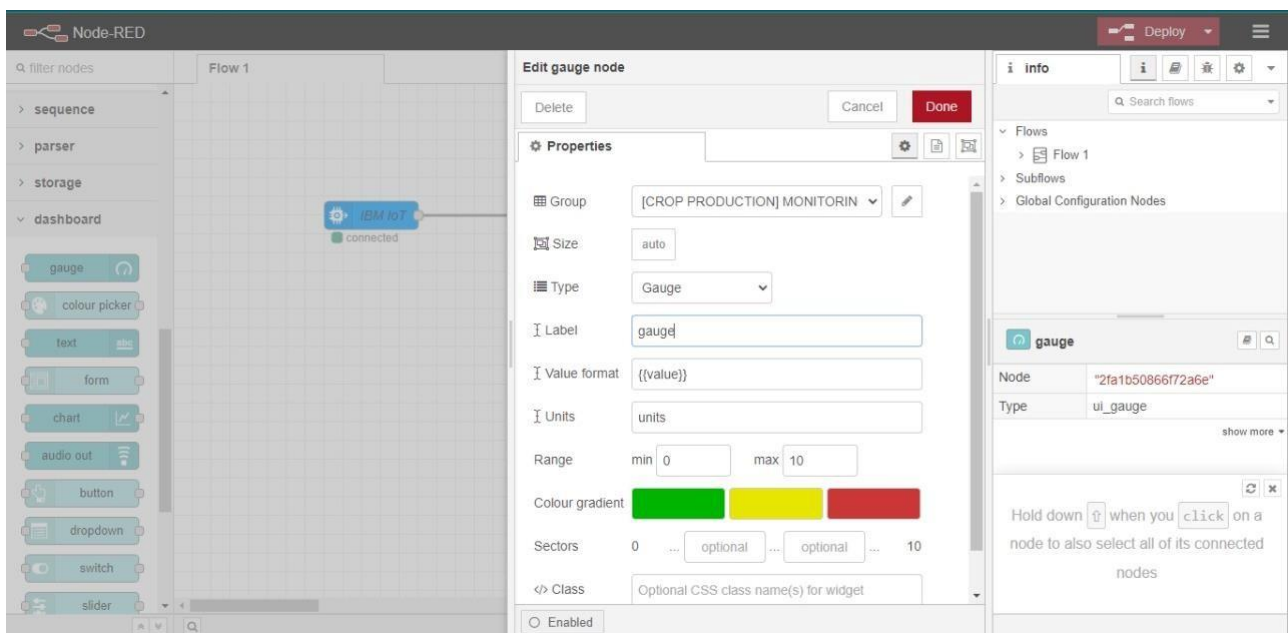 Node-RED
Deploy
filter nodes
sequence
parser
storage
dashboard
gauge
colour picker
text
abc
form
chart
audio out
button
dropdown
switch
slider
Flow 1
IBM IoT
connected
Edit gauge node
Delete
Cancel
Done
Properties
Group
[CROP PRODUCTION] MONITORIN
Size
auto
Type
Gauge
Label
gauge
Value format
{{value}}
Units
units
Range
min 0
max 10
Colour gradient
Sectors
0 ... optional ... optional ... 10
</> Class
Optional CSS class name(s) for widget
Enabled
i info
i
Search flows
Flows
Flow 1
Subflows
Global Configuration Nodes
gauge
Node
"2fa1b50866f72a6e"
Type
ui_gauge
show more
Hold down ⇧ when you click on a
node to also select all of its connected
nodes